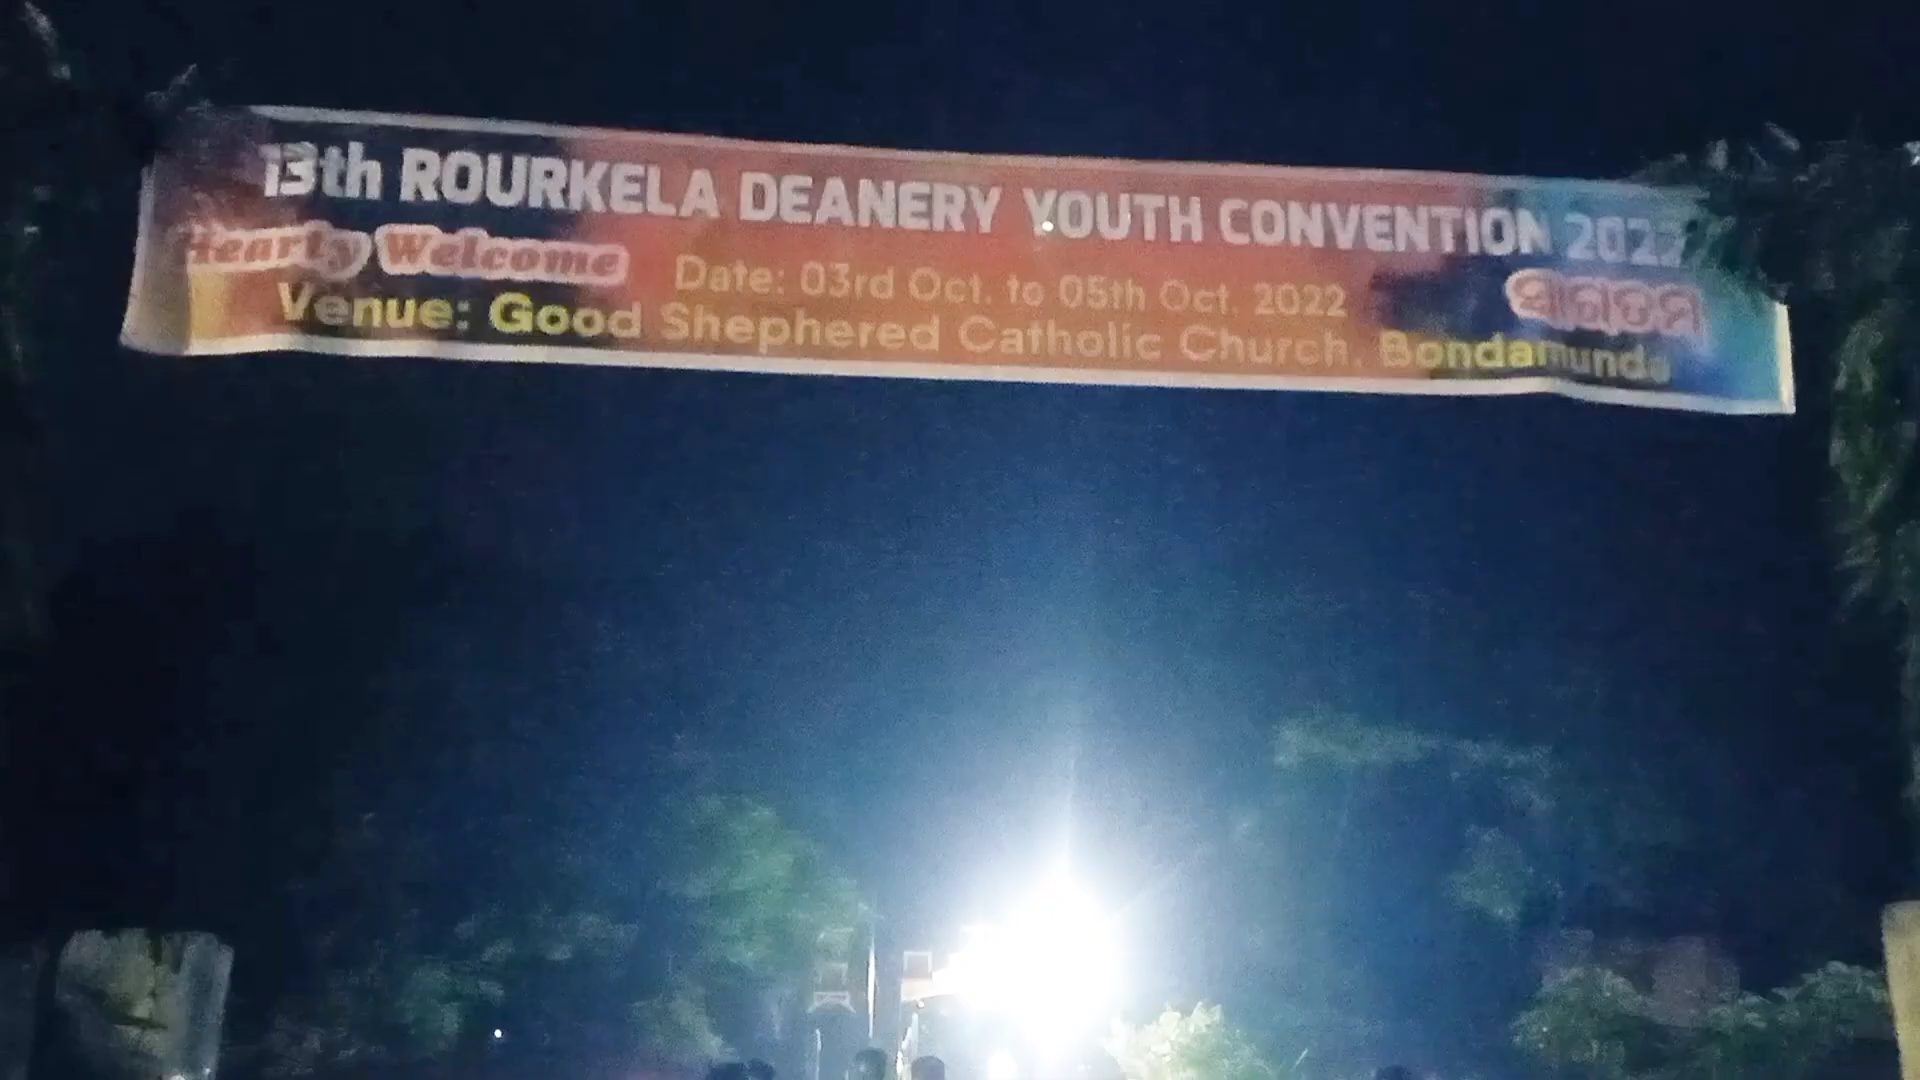 13th ROURKELA DEANERY YOUTH CONVENTION 2022
Hearty Welcome
Date: 03rd Oct. to 05th Oct. 2022
ସ୍ବାଗତମ୍
Venue: Good Shephered Catholic Church, Bondamunda